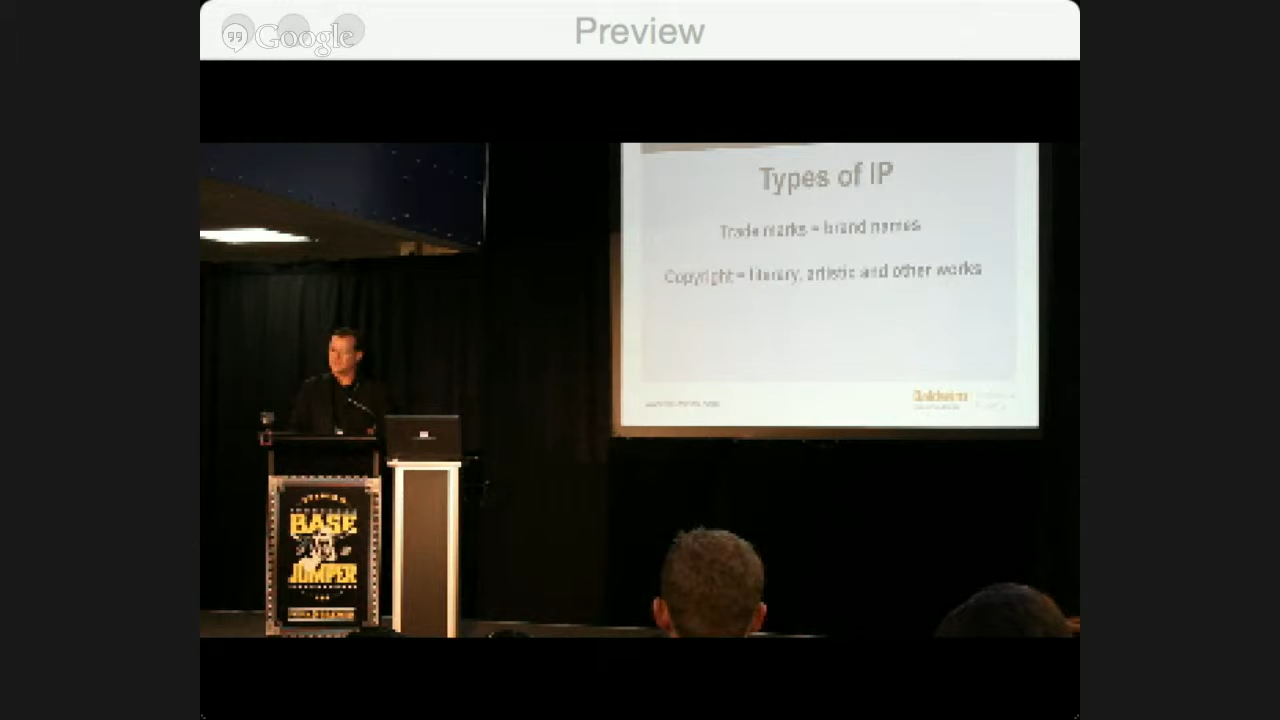 Google
Preview
Types of IP
Trade marks = brand names
Copyright = literary, artistic and other works
BASE
JUMPER